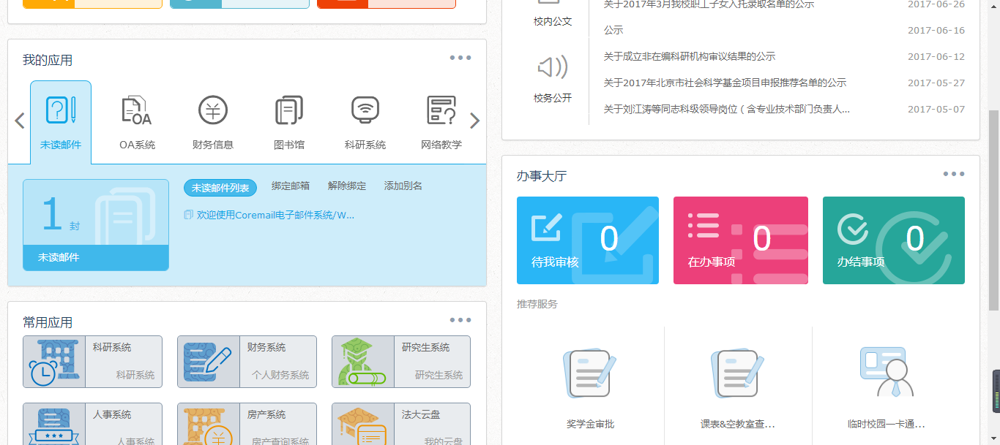 我的应用
未读邮件
OA系统
财务信息
图书馆
科研系统
网络教学
1 封
未读邮件
未读邮件列表
绑定邮箱
解除绑定
添加别名
欢迎使用Coremail电子邮件系统/W...
常用应用
科研系统
科研系统
财务系统
个人财务系统
研究生系统
研究生系统
人事系统
人事系统
房产系统
房产查询系统
法大云盘
我的云盘
校内公文
校务公开
关于2017年3月我校职工子女入托录取名单的公示 2017-06-26
公示 2017-06-16
关于成立非在编科研机构审议结果的公示 2017-06-12
关于2017年北京市社会科学基金项目申报推荐名单的公示 2017-05-27
关于刘江涛等同志科级领导岗位（含专业技术部门负责人... 2017-05-07
办事大厅
0
待我审核
0
在办事项
0
办结事项
推荐服务
奖学金审批
课表&空教室查...
临时校园一卡通...